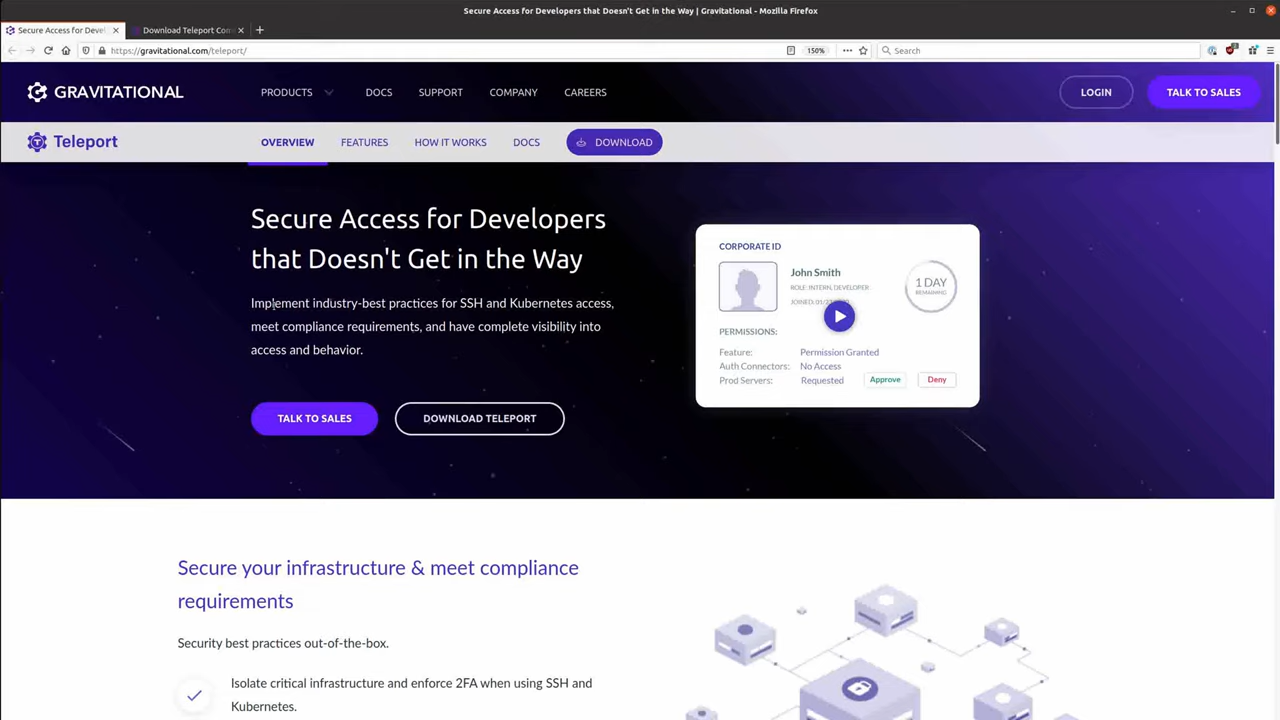 Secure Access for Developers that Doesn't Get in the Way | Gravitational - Mozilla Firefox
Secure Access for Devel
Download Teleport Com
https://gravitational.com/teleport/
150%
Search
GRAVITATIONAL
PRODUCTS
DOCS
SUPPORT
COMPANY
CAREERS
LOGIN
TALK TO SALES
Teleport
OVERVIEW
FEATURES
HOW IT WORKS
DOCS
DOWNLOAD
Secure Access for Developers
that Doesn't Get in the Way
Implement industry-best practices for SSH and Kubernetes access,
meet compliance requirements, and have complete visibility into
access and behavior.
TALK TO SALES
DOWNLOAD TELEPORT
CORPORATE ID
John Smith
ROLE: INTERN, DEVELOPER
JOINED:
1 DAY
REMAINING
PERMISSIONS:
Feature: Permission Granted
Auth Connectors: No Access
Prod Servers: Requested
Approve
Deny
Secure your infrastructure & meet compliance
requirements
Security best practices out-of-the-box.
Isolate critical infrastructure and enforce 2FA when using SSH and
Kubernetes.